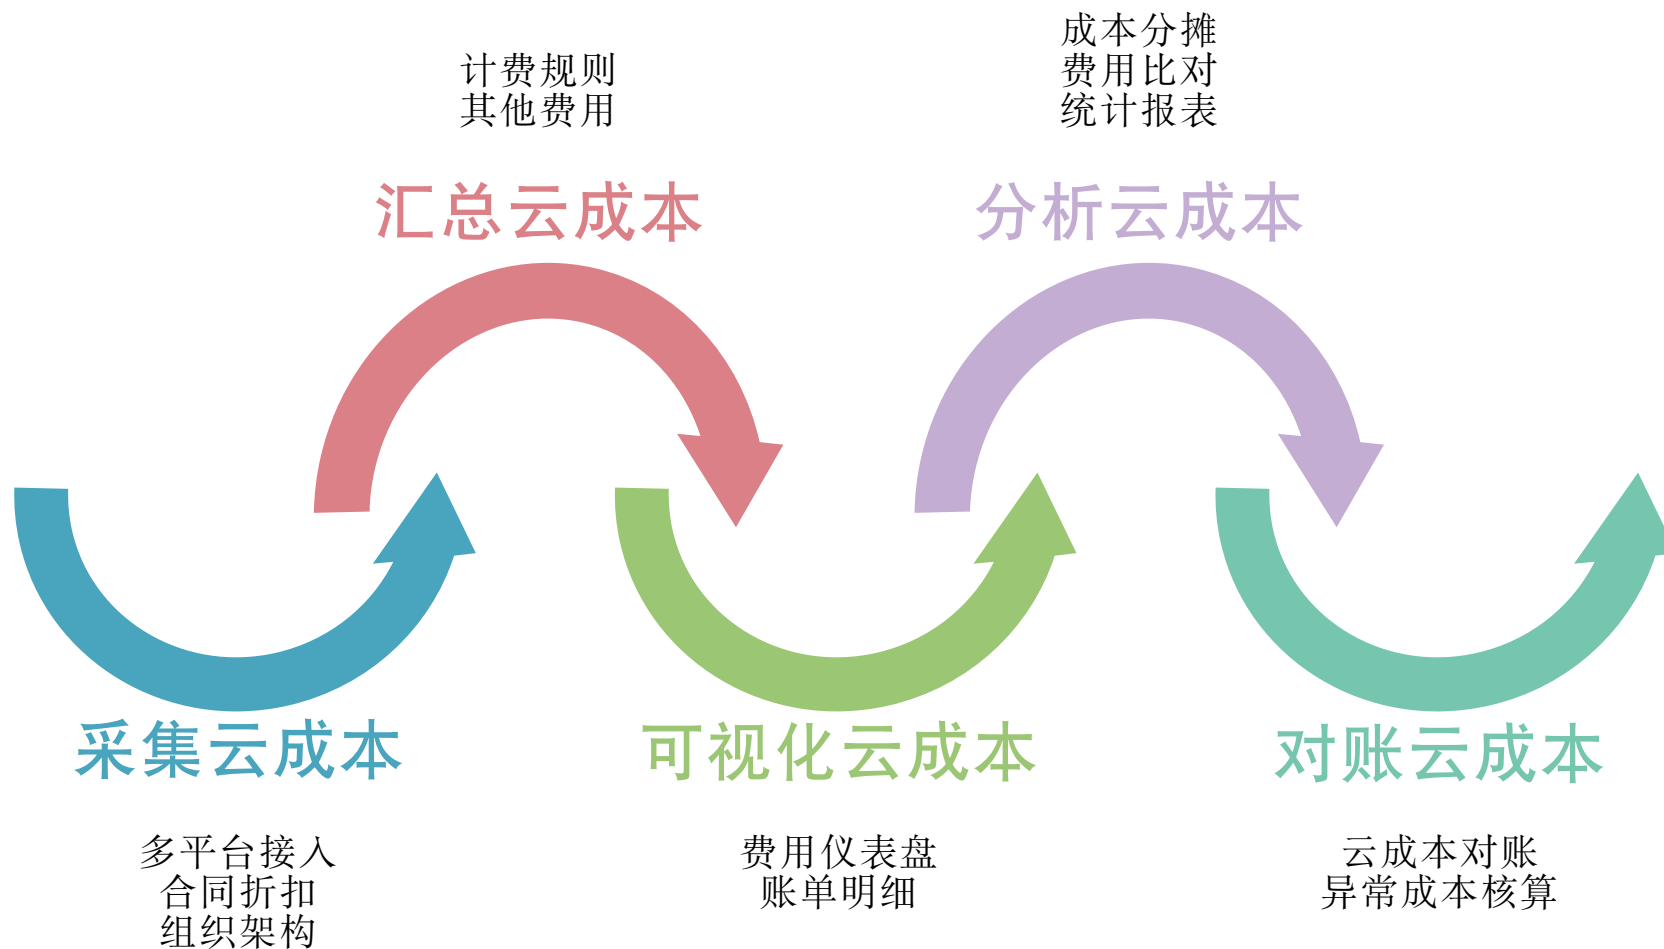 计费规则
其他费用
汇总云成本
成本分摊
费用比对
统计报表
分析云成本
采集云成本
多平台接入
合同折扣
组织架构
可视化云成本
费用仪表盘
账单明细
对账云成本
云成本对账
异常成本核算